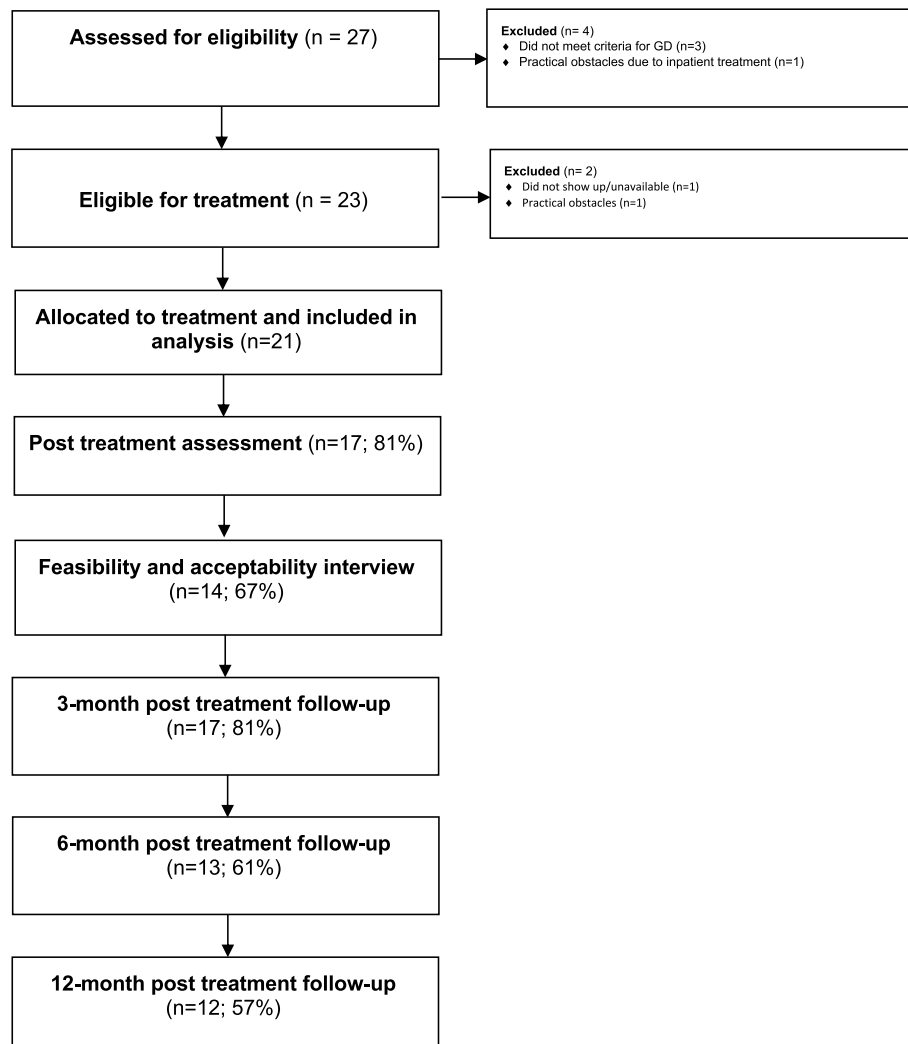 Assessed for eligibility (n = 27)
Excluded (n= 4)
♦ Did not meet criteria for GD (n=3)
♦ Practical obstacles due to inpatient treatment (n=1)
Eligible for treatment (n = 23)
Excluded (n= 2)
♦ Did not show up/unavailable (n=1)
♦ Practical obstacles (n=1)
Allocated to treatment and included in
analysis (n=21)
Post treatment assessment (n=17; 81%)
Feasibility and acceptability interview
(n=14; 67%)
3-month post treatment follow-up
(n=17; 81%)
6-month post treatment follow-up
(n=13; 61%)
12-month post treatment follow-up
(n=12; 57%)